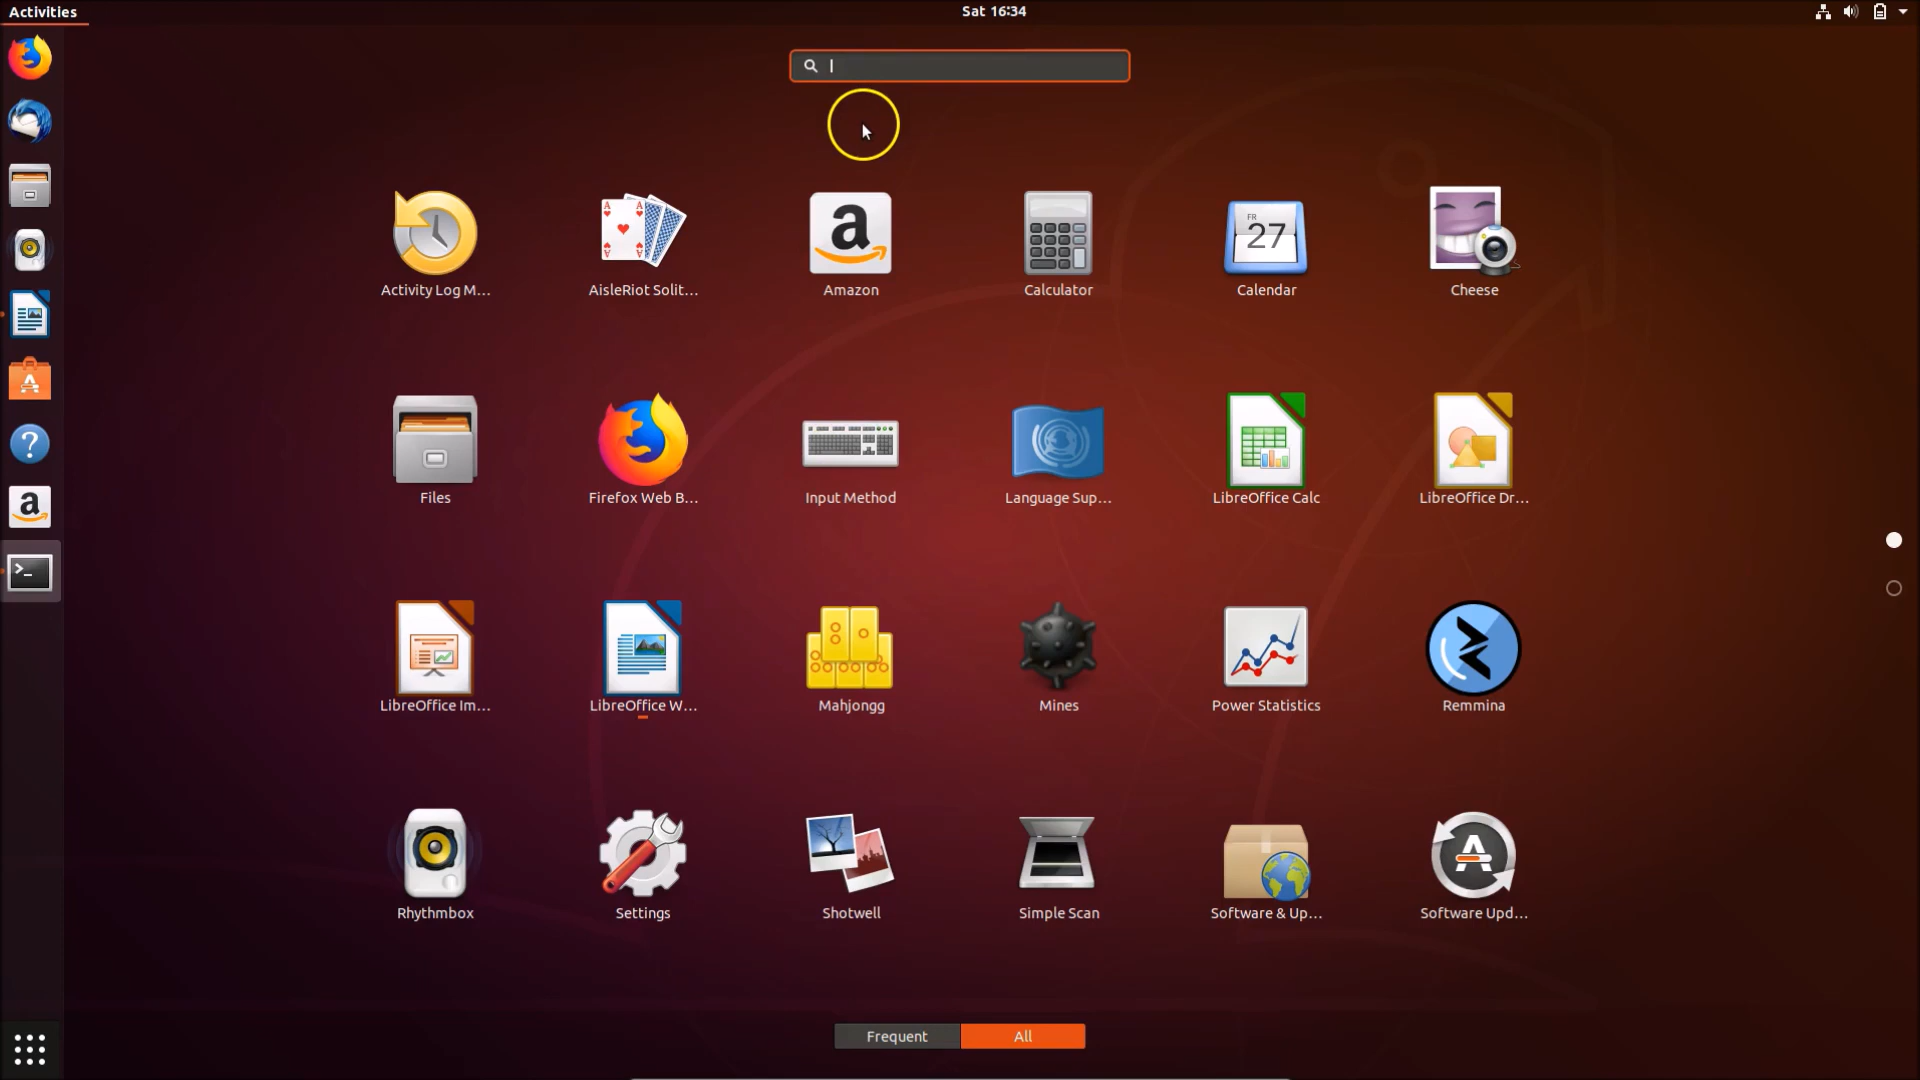 Activities
Sat 16:34
Activity Log M...
AisleRiot Solit...
Amazon
Calculator
Calendar
Cheese
FR
27
Files
Firefox Web B...
Input Method
Language Sup...
LibreOffice Calc
LibreOffice Dr...
LibreOffice Im...
LibreOffice W...
Mahjongg
Mines
Power Statistics
Remmina
Rhythmbox
Settings
Shotwell
Simple Scan
Software & Up...
Software Upd...
Frequent
All